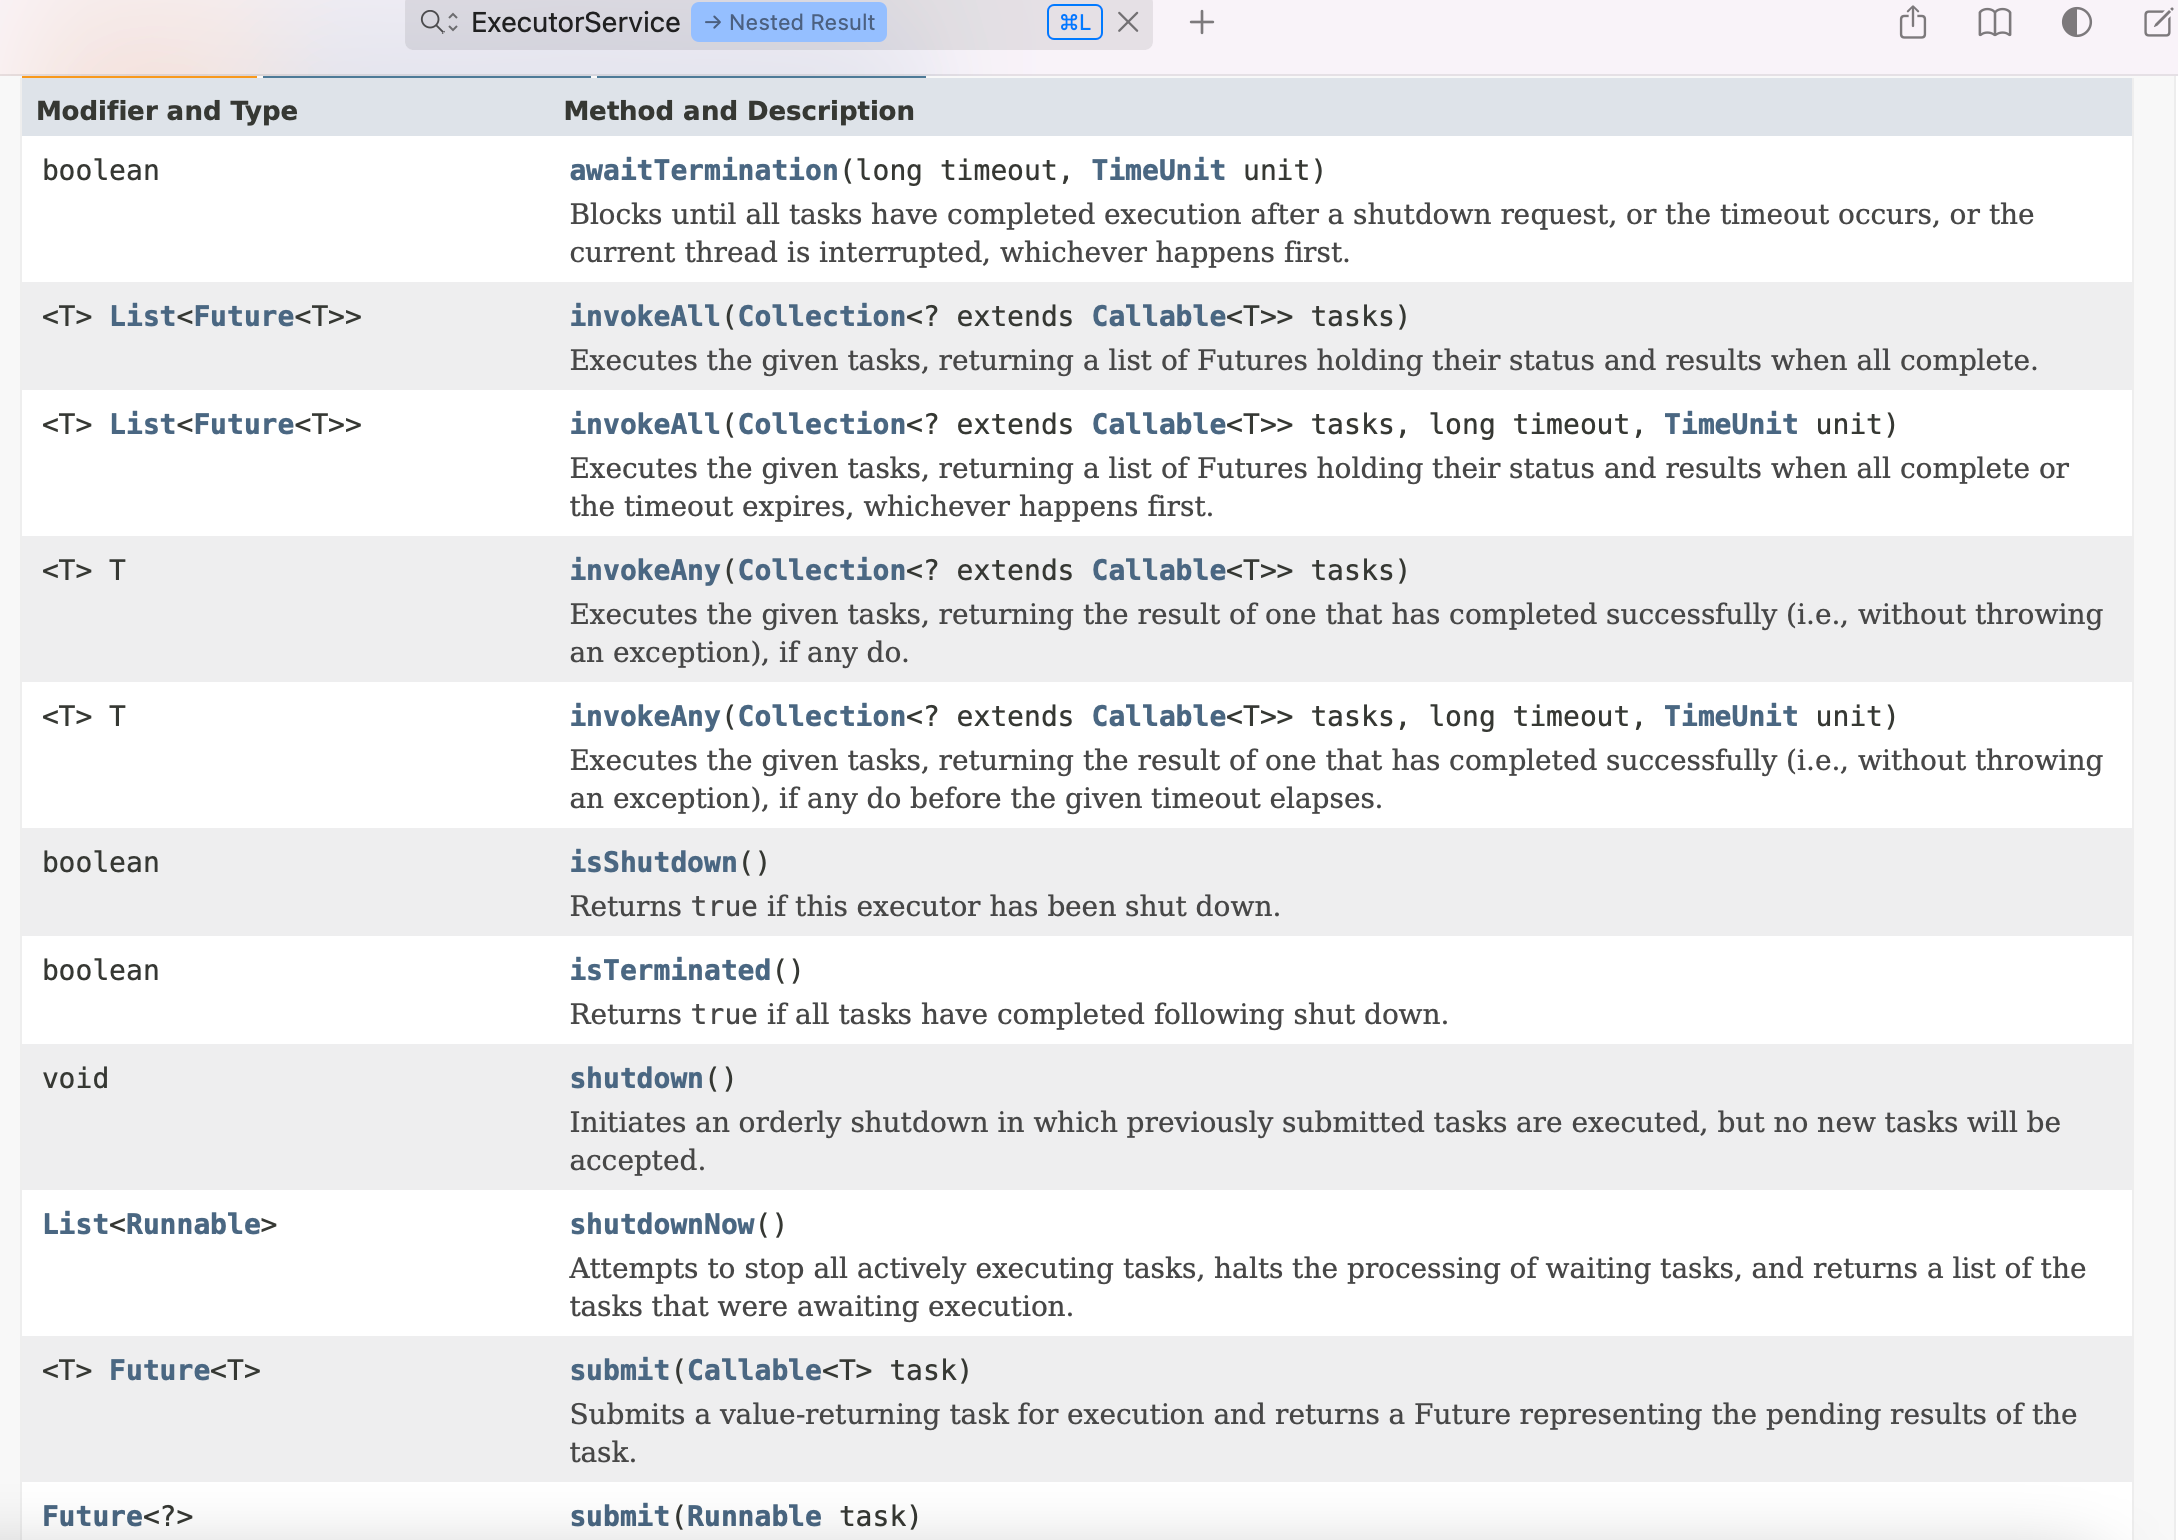 ExecutorService → Nested Result ⌘L
Modifier and Type Method and Description
boolean awaitTermination(long timeout, TimeUnit unit)
Blocks until all tasks have completed execution after a shutdown request, or the timeout occurs, or the
current thread is interrupted, whichever happens first.
<T> List<Future<T>> invokeAll(Collection<? extends Callable<T>> tasks)
Executes the given tasks, returning a list of Futures holding their status and results when all complete.
<T> List<Future<T>> invokeAll(Collection<? extends Callable<T>> tasks, long timeout, TimeUnit unit)
Executes the given tasks, returning a list of Futures holding their status and results when all complete or
the timeout expires, whichever happens first.
<T> T invokeAny(Collection<? extends Callable<T>> tasks)
Executes the given tasks, returning the result of one that has completed successfully (i.e., without throwing
an exception), if any do.
<T> T invokeAny(Collection<? extends Callable<T>> tasks, long timeout, TimeUnit unit)
Executes the given tasks, returning the result of one that has completed successfully (i.e., without throwing
an exception), if any do before the given timeout elapses.
boolean isShutdown()
Returns true if this executor has been shut down.
boolean isTerminated()
Returns true if all tasks have completed following shut down.
void shutdown()
Initiates an orderly shutdown in which previously submitted tasks are executed, but no new tasks will be
accepted.
List<Runnable> shutdownNow()
Attempts to stop all actively executing tasks, halts the processing of waiting tasks, and returns a list of the
tasks that were awaiting execution.
<T> Future<T> submit(Callable<T> task)
Submits a value-returning task for execution and returns a Future representing the pending results of the
task.
Future<?> submit(Runnable task)